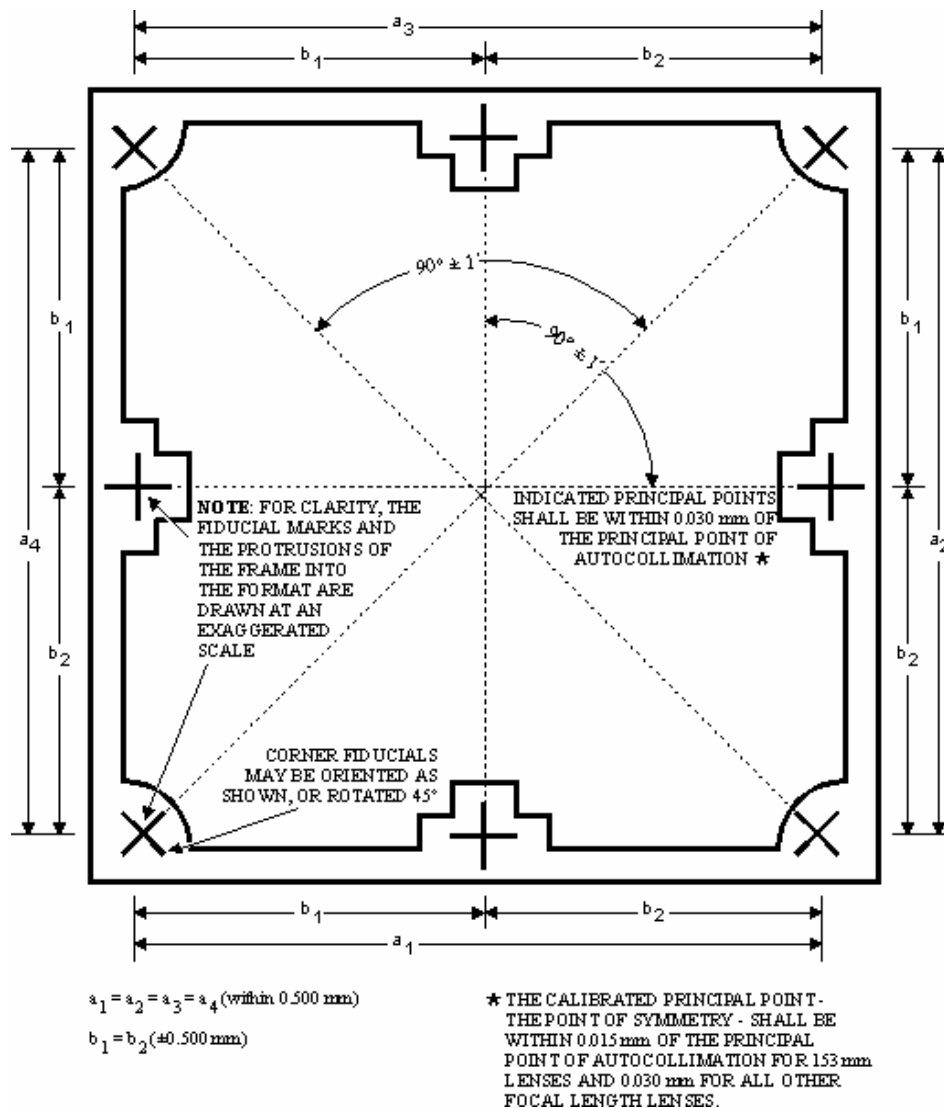 a3
b1 b2
90° ± 1'
90° ± 1'
b1
b1
a4
a2
NOTE: FOR CLARITY, THE
FIDUCIAL MARKS AND
THE PROTRUSIONS OF
THE FRAME INTO
THE FORMAT ARE
DRAWN AT AN
EXAGGERATED
SCALE
INDICATED PRINCIPAL POINTS
SHALL BE WITHIN 0.030 mm OF
THE PRINCIPAL POINT OF
AUTOCOLLIMATION ★
b2
b2
CORNER FIDUCIALS
MAY BE ORIENTED AS
SHOWN, OR ROTATED 45°
b1 b2
a1
a1 = a2 = a3 = a4 (within 0.500 mm)
b1 = b2 (±0.500 mm)
★ THE CALIBRATED PRINCIPAL POINT -
THE POINT OF SYMMETRY - SHALL BE
WITHIN 0.015 mm OF THE PRINCIPAL
POINT OF AUTOCOLLIMATION FOR 153 mm
LENSES AND 0.030 mm FOR ALL OTHER
FOCAL LENGTH LENSES.